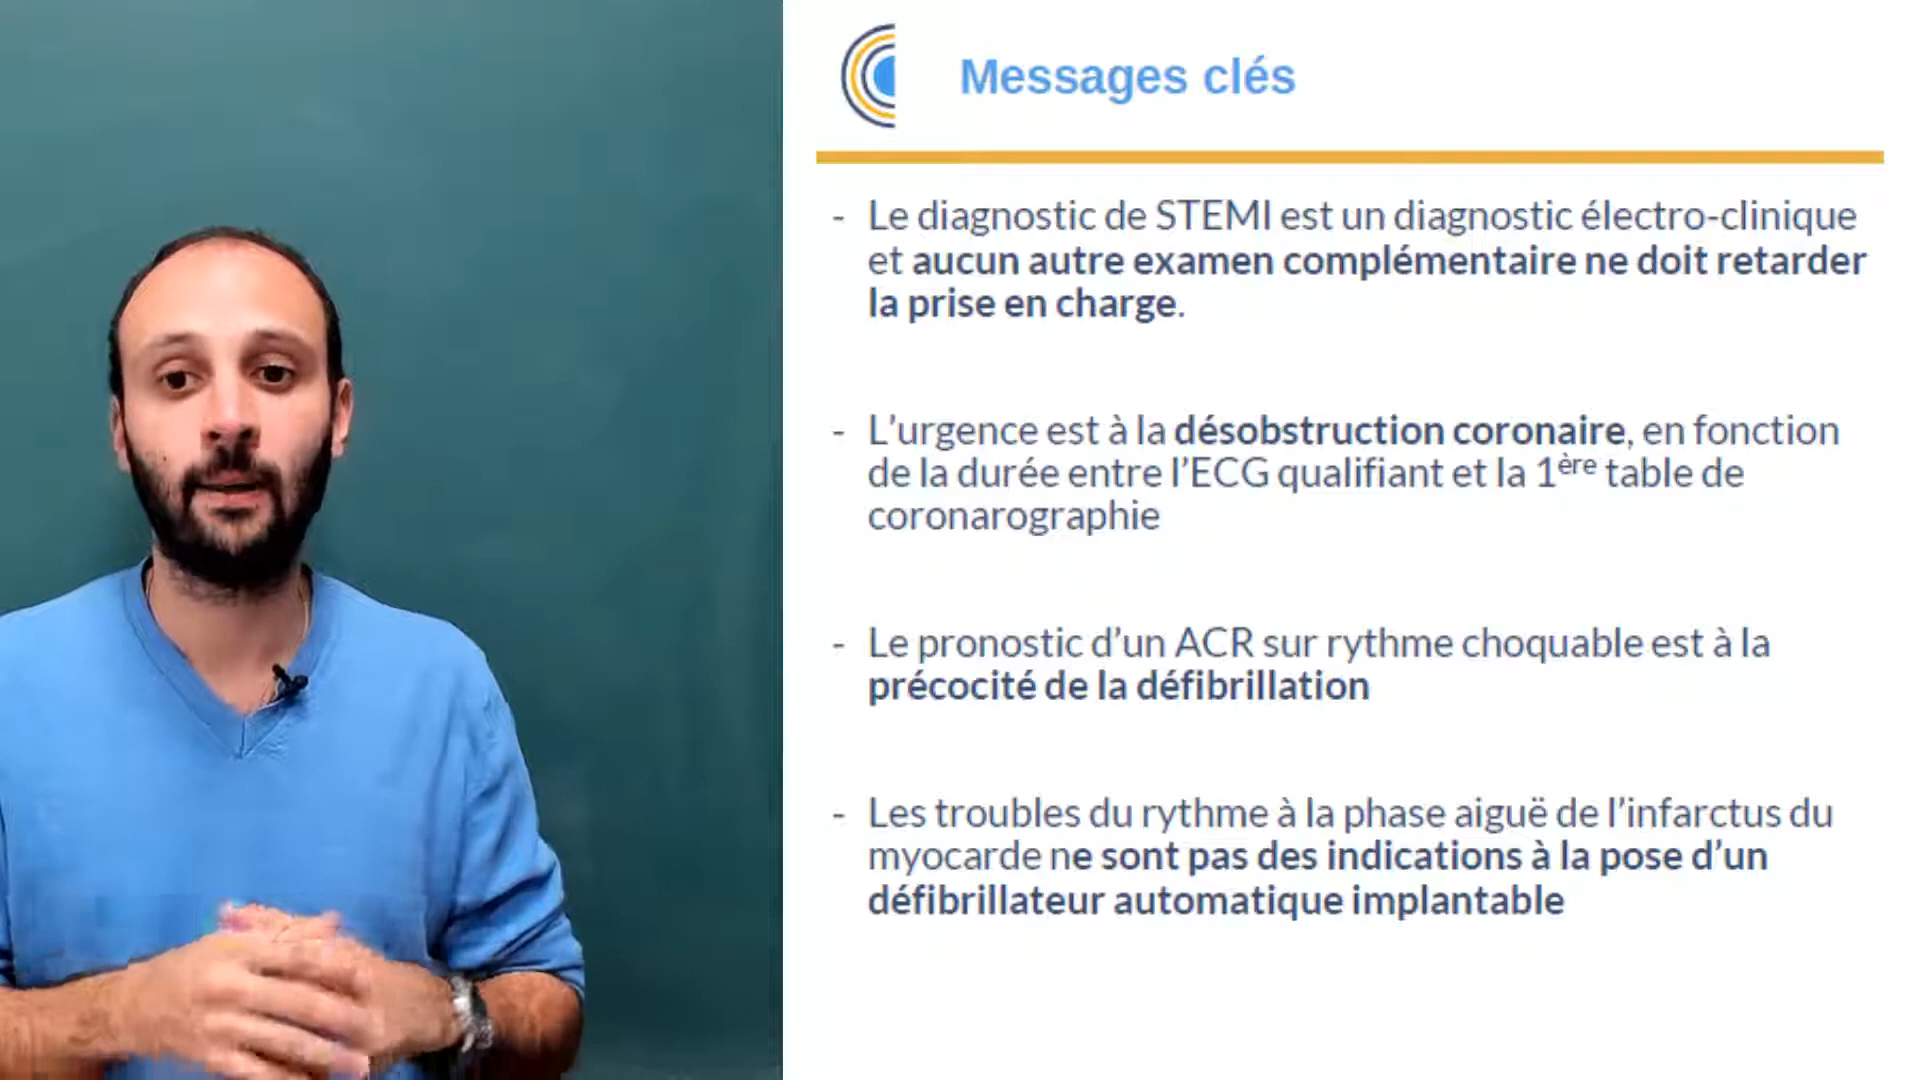 Messages clés
- Le diagnostic de STEMI est un diagnostic électro-clinique
et aucun autre examen complémentaire ne doit retarder
la prise en charge.
- L'urgence est à la désobstruction coronaire, en fonction
de la durée entre l'ECG qualifiant et la 1ère table de
coronarographie
- Le pronostic d'un ACR sur rythme choquable est à la
précocité de la défibrillation
- Les troubles du rythme à la phase aiguë de l'infarctus du
myocarde ne sont pas des indications à la pose d'un
défibrillateur automatique implantable